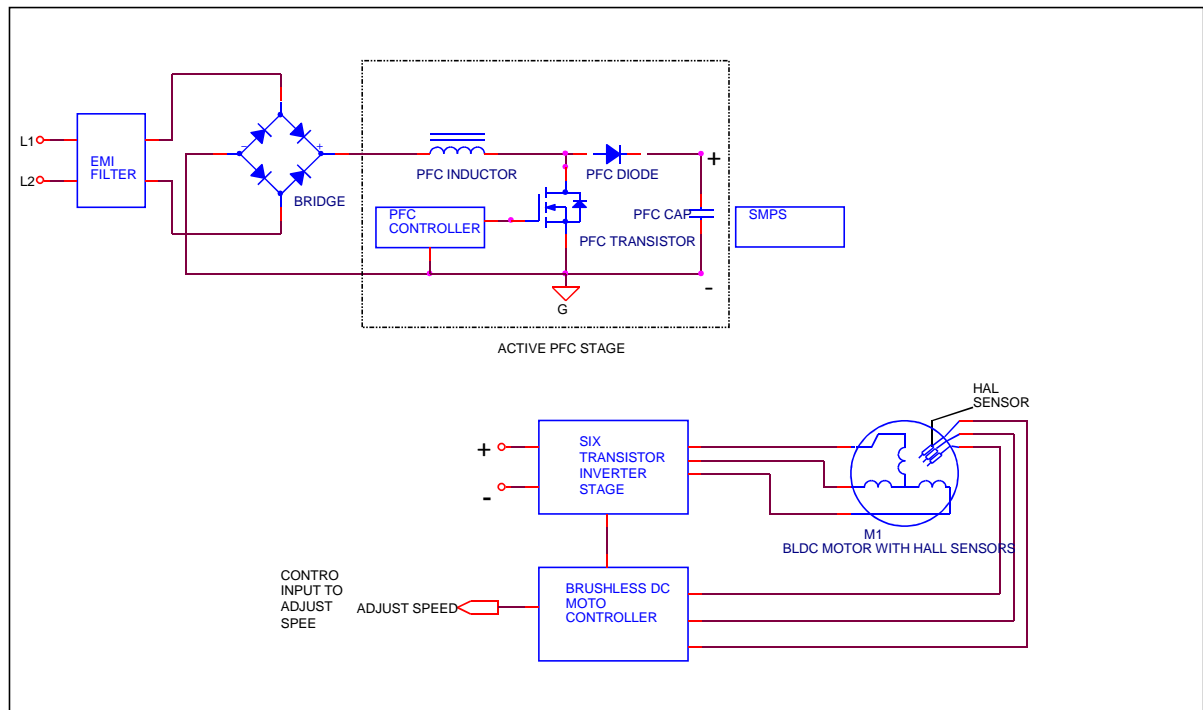 L1
L2
EMI
FILTER
−
+
BRIDGE
PFC INDUCTOR
PFC DIODE
+
PFC
CONTROLLER
PFC CAP
PFC TRANSISTOR
SMPS
-
G
ACTIVE PFC STAGE
HAL
SENSOR
+
-
SIX
TRANSISTOR
INVERTER
STAGE
M1
BLDC MOTOR WITH HALL SENSORS
CONTRO
INPUT TO
ADJUST
SPEE
ADJUST SPEED
BRUSHLESS DC
MOTO
CONTROLLER